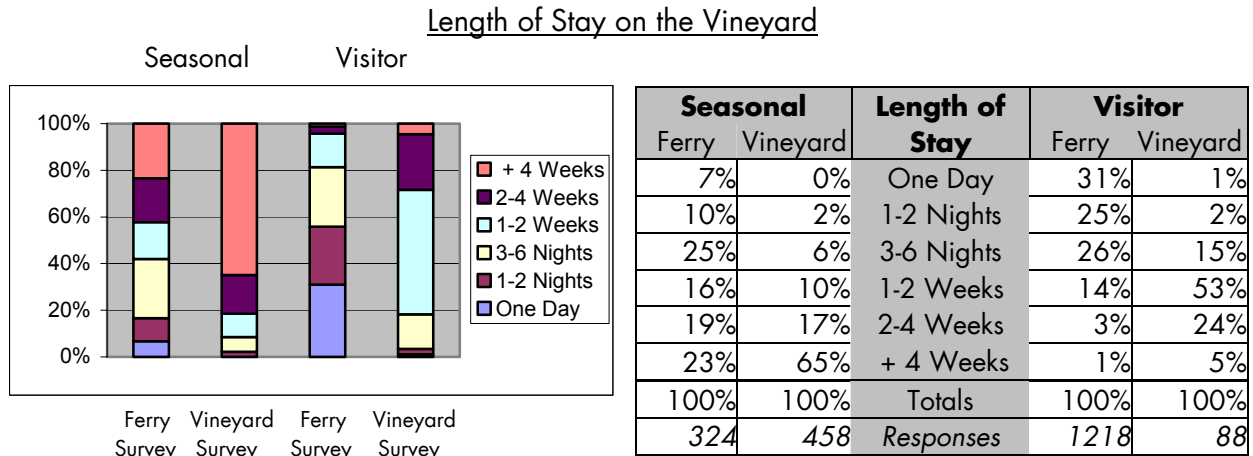 Length of Stay on the Vineyard
Seasonal Visitor
100%
80%
60%
40%
20%
0%
+ 4 Weeks
2-4 Weeks
1-2 Weeks
3-6 Nights
1-2 Nights
One Day
Ferry Vineyard Ferry Vineyard
Survey Survey Survey Survey
Seasonal Length of Visitor
Ferry Vineyard Stay Ferry Vineyard
7% 0% One Day 31% 1%
10% 2% 1-2 Nights 25% 2%
25% 6% 3-6 Nights 26% 15%
16% 10% 1-2 Weeks 14% 53%
19% 17% 2-4 Weeks 3% 24%
23% 65% + 4 Weeks 1% 5%
100% 100% Totals 100% 100%
324 458 Responses 1218 88